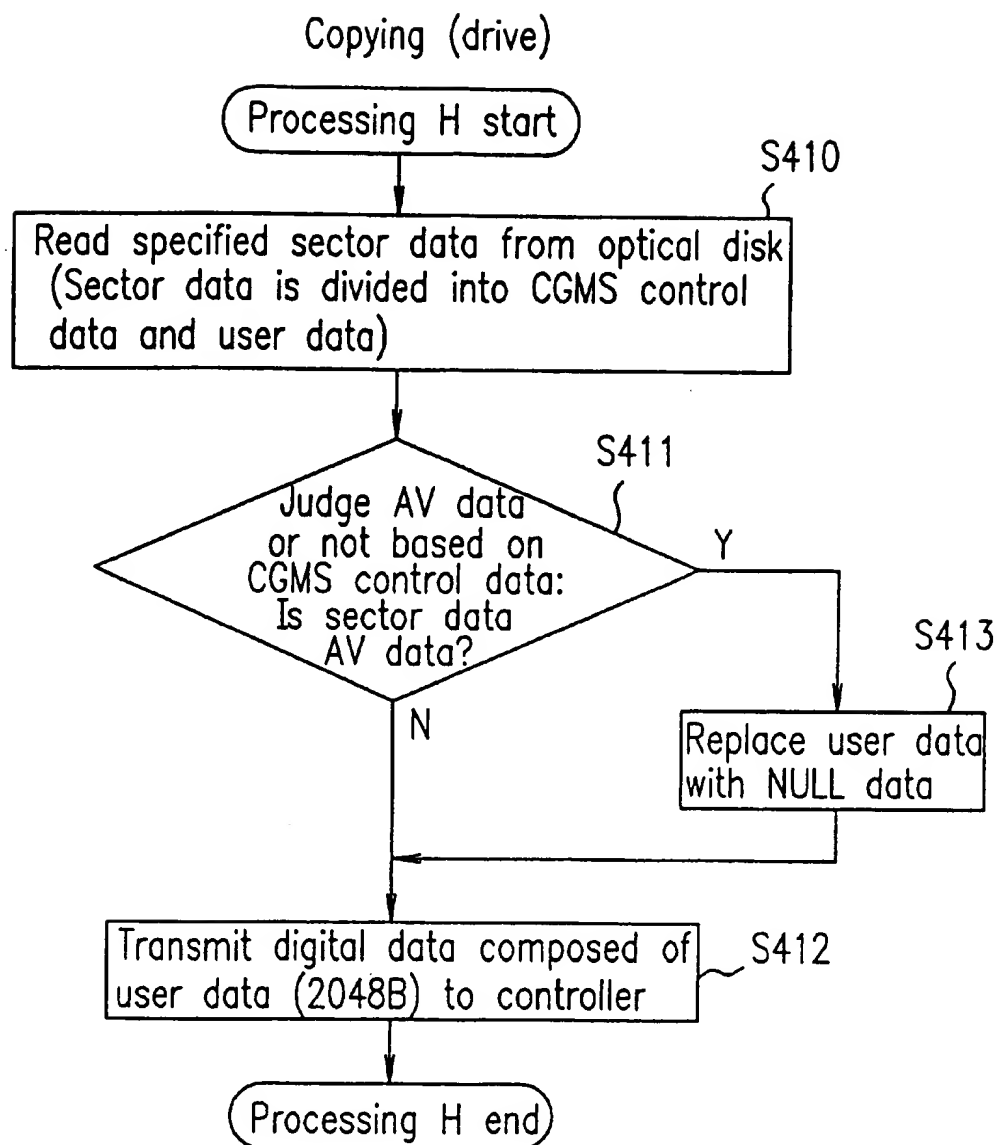 Copying (drive)
Processing H start
S410
Read specified sector data from optical disk
(Sector data is divided into CGMS control
data and user data)
S411
Judge AV data
or not based on
CGMS control data:
Is sector data
AV data?
Y
N
S413
Replace user data
with NULL data
Transmit digital data composed of
user data (2048B) to controller
S412
Processing H end